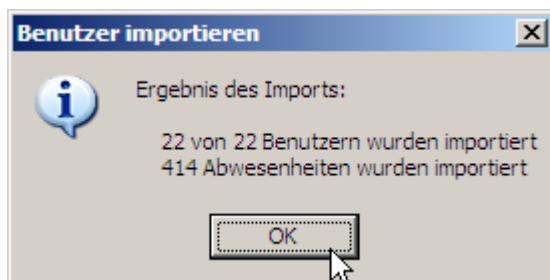 Benutzer importieren
Ergebnis des Imports:
22 von 22 Benutzern wurden importiert
414 Abwesenheiten wurden importiert
OK